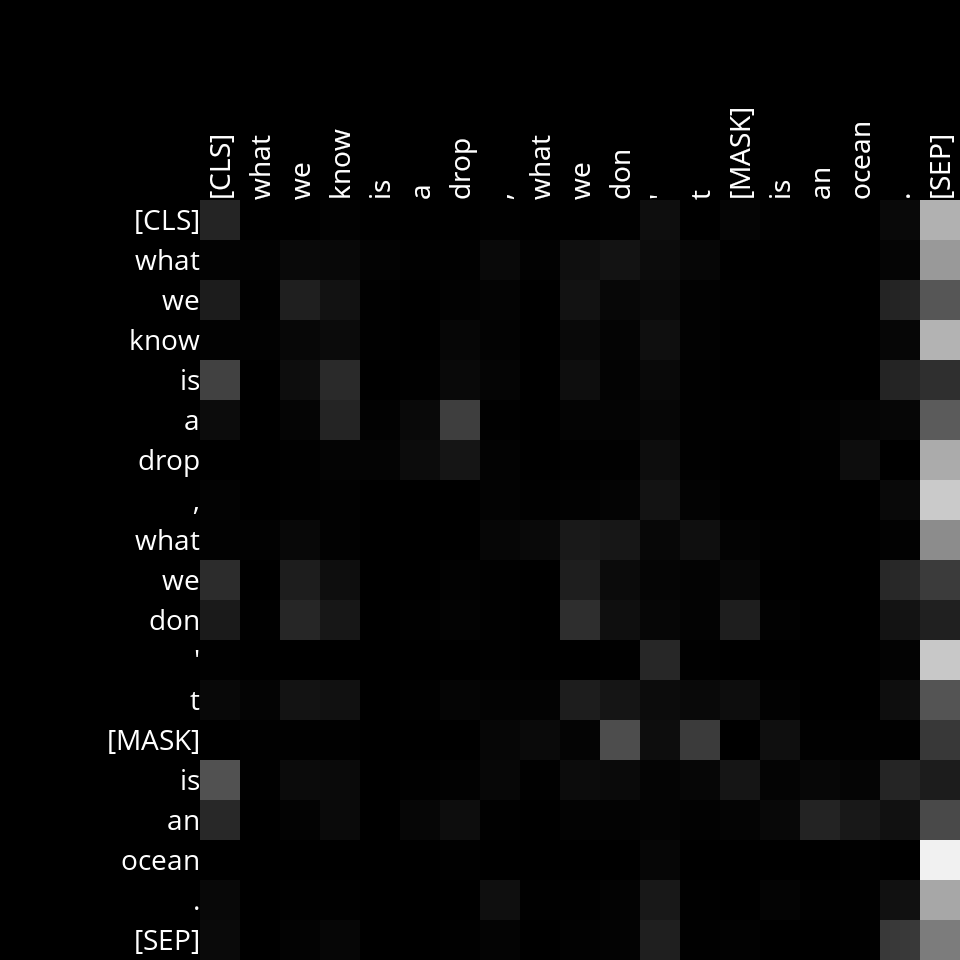 [CLS] what we know is a drop , what we don ' t [MASK] is an ocean . [SEP]
[CLS]
what
we
know
is
a
drop
,
what
we
don
'
t
[MASK]
is
an
ocean
.
[SEP]